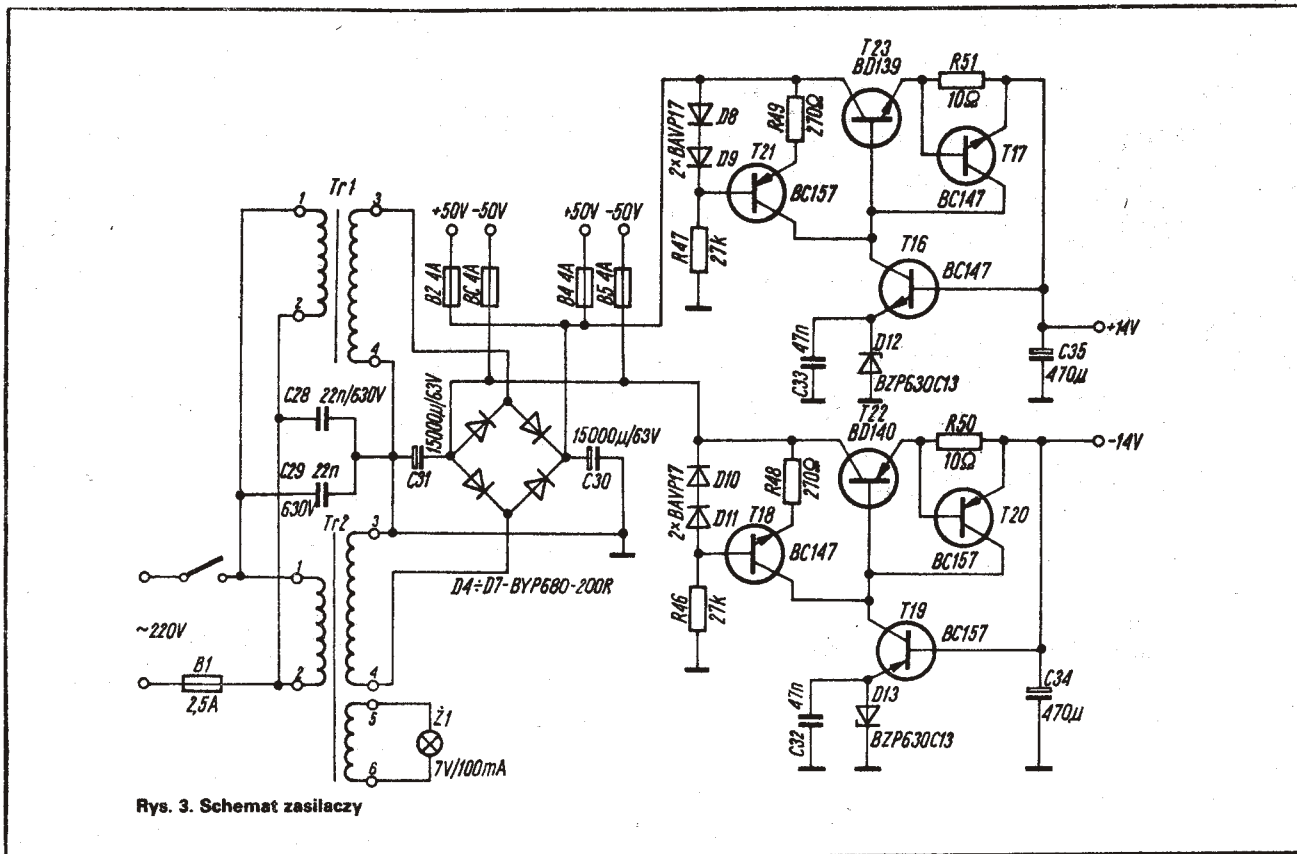 T23
BD139
R51
10Ω
D8
2×BAVP17
D9
R49
270Ω
T21
BC157
T17
BC147
R47
27k
T16
BC147
47n
C33
D12
BZP630C13
+14V
C35
470µ
Tr1
1
2
3
4
+50V
-50V
+50V
-50V
B2 4A
BC 4A
B4 4A
B5 4A
C28
22n/630V
C29
22n
630V
15000µ/63V
C31
15000µ/63V
C30
Tr2
1
2
3
4
5
6
~220V
B1
2,5A
D4÷D7-BYP680-200R
Ż1
7V/100mA
T22
BD140
R50
10Ω
-14V
D10
2×BAVP17
D11
R48
270Ω
T18
BC147
T20
BC157
R46
27k
T19
BC157
47n
C32
D13
BZP630C13
C34
470µ
Rys. 3. Schemat zasilaczy